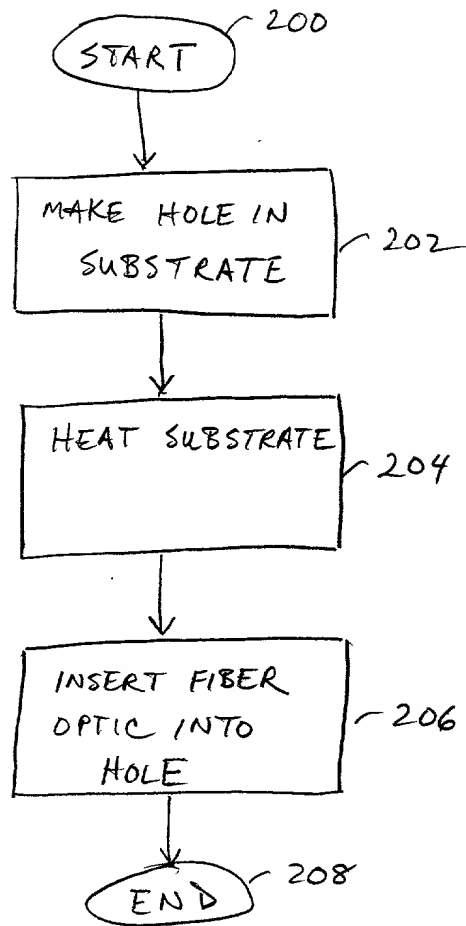 200
START
MAKE HOLE IN
SUBSTRATE
202
HEAT SUBSTRATE
204
INSERT FIBER
OPTIC INTO
HOLE
206
END
208